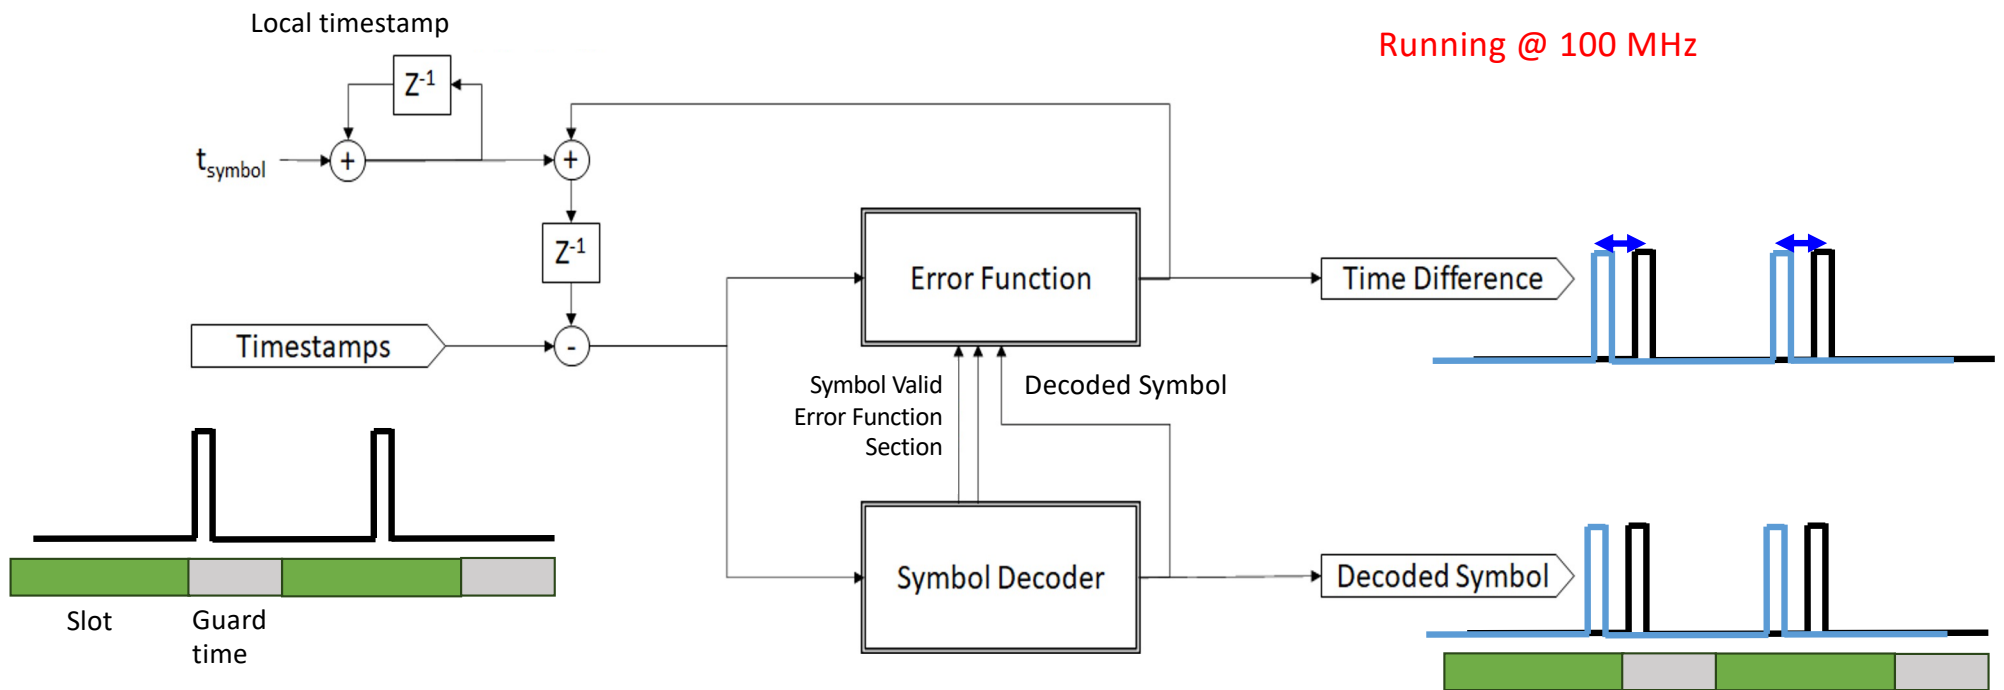 Local timestamp
Running @ 100 MHz
Z-1
tsymbol
+
+
Z-1
Error Function
Time Difference
Timestamps
-
Symbol Valid
Error Function
Section
Decoded Symbol
Symbol Decoder
Decoded Symbol
Slot
Guard
time